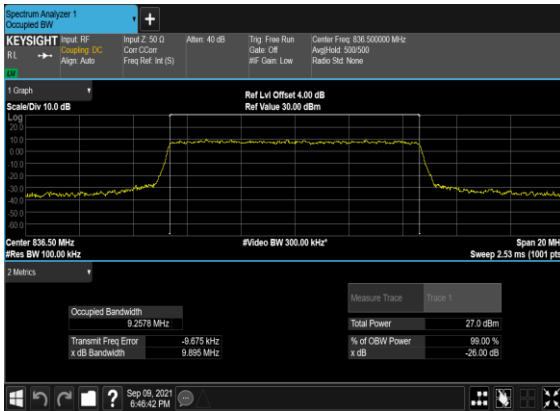 Spectrum Analyzer 1
Occupied BW
+
KEYSIGHT Input: RF Input Z: 50 Ω Atten: 40 dB Trig: Free Run Center Freq: 836.500000 MHz
RL Coupling: DC Corr CCorr Gate: Off Avg|Hold: 500/500
Align: Auto Freq Ref: Int (S) #IF Gain: Low Radio Std: None
LNI
1 Graph
Ref Lvl Offset 4.00 dB
Scale/Div 10.0 dB Ref Value 30.00 dBm
Log
20.0
10.0
0.00
-10.0
-20.0
-30.0
-40.0
-50.0
-60.0
Center 836.50 MHz #Video BW 300.00 kHz* Span 20 MH
#Res BW 100.00 kHz Sweep 2.53 ms (1001 pts
2 Metrics
Measure Trace Trace 1
Occupied Bandwidth
9.2578 MHz
Total Power 27.0 dBm
Transmit Freq Error -9.675 kHz % of OBW Power 99.00 %
x dB Bandwidth 9.895 MHz x dB -26.00 dB
? Sep 09, 2021
6:46:42 PM